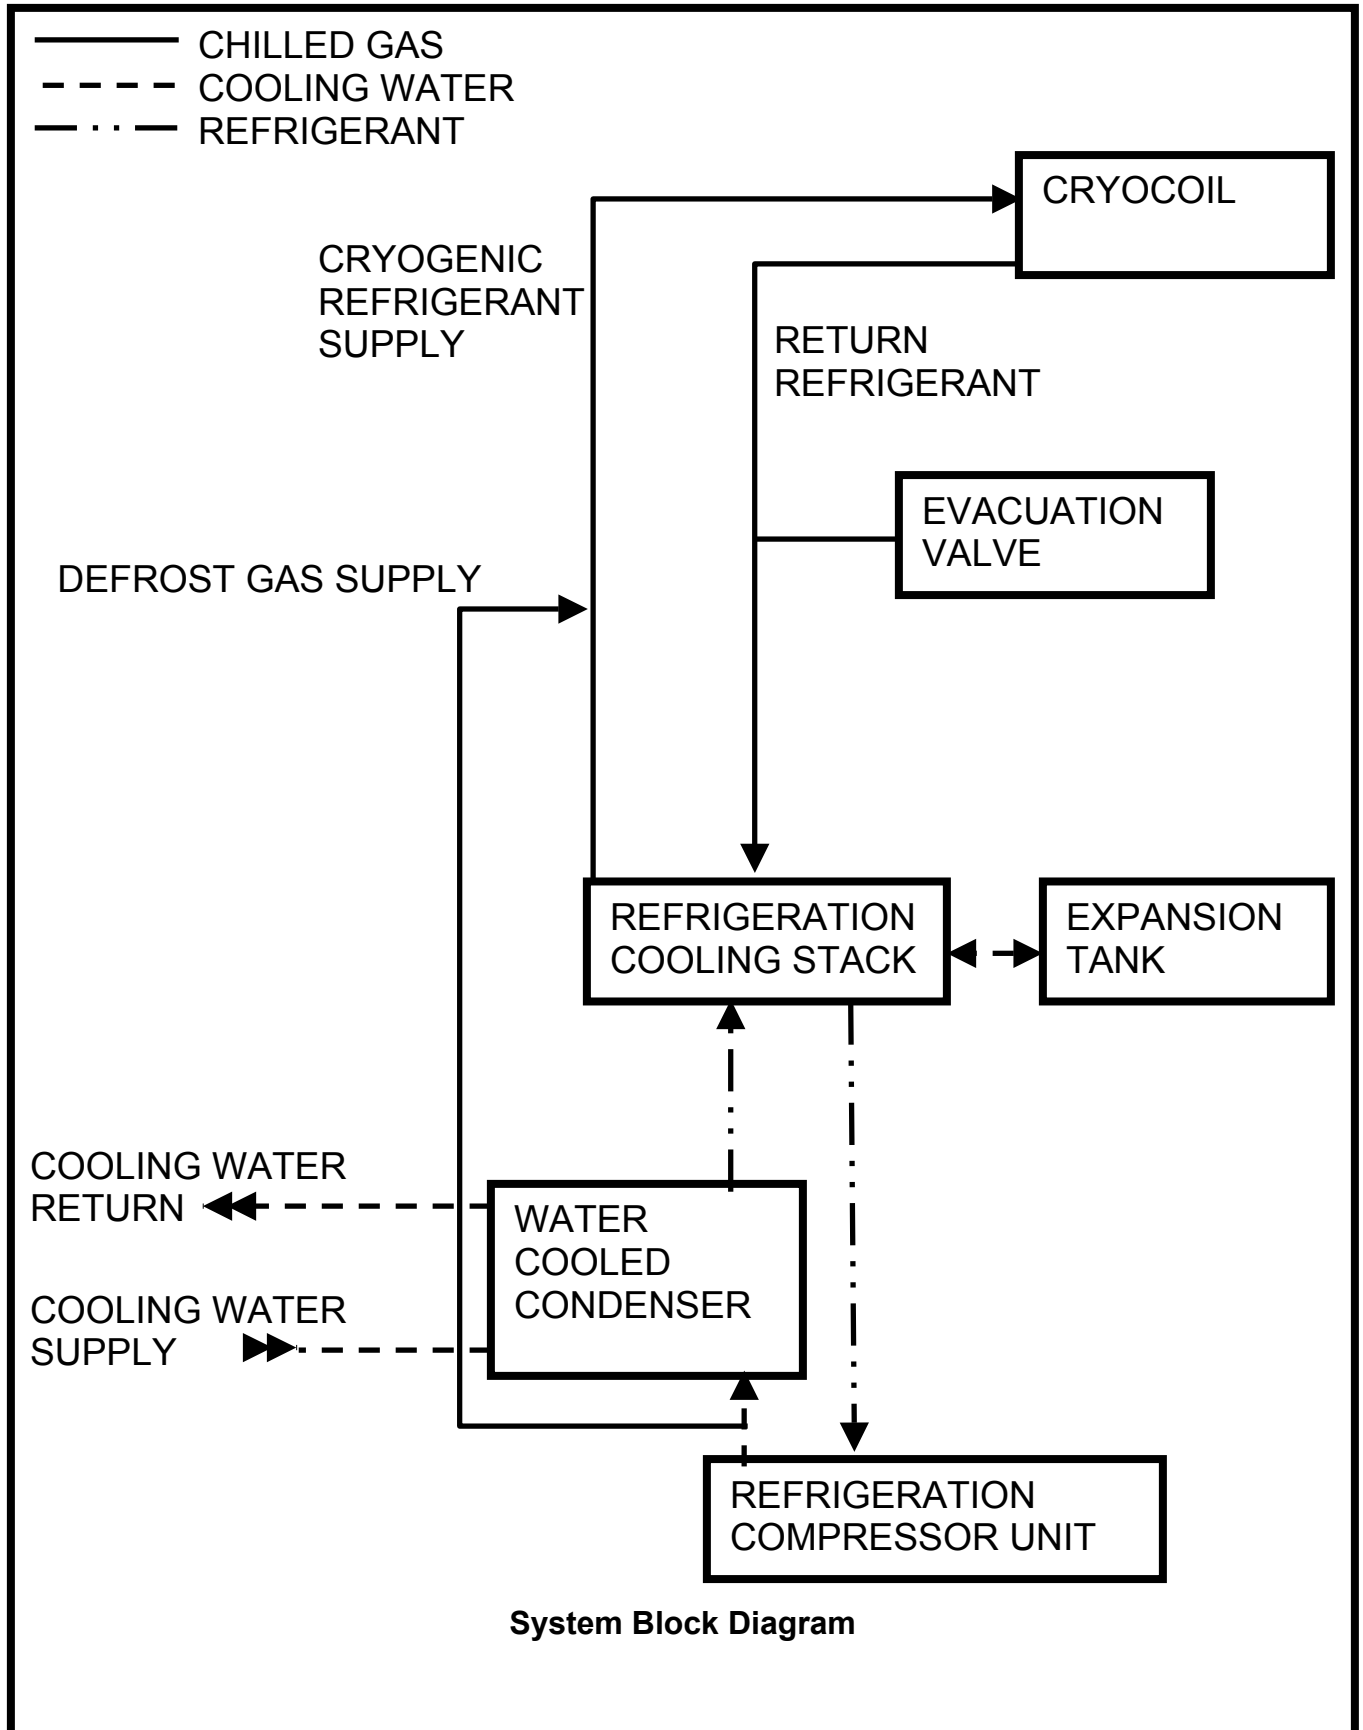 CHILLED GAS
COOLING WATER
REFRIGERANT
CRYOCOIL
CRYOGENIC
REFRIGERANT
SUPPLY
RETURN
REFRIGERANT
EVACUATION
VALVE
DEFROST GAS SUPPLY
REFRIGERATION
COOLING STACK
EXPANSION
TANK
COOLING WATER
RETURN
WATER
COOLED
CONDENSER
COOLING WATER
SUPPLY
REFRIGERATION
COMPRESSOR UNIT
System Block Diagram